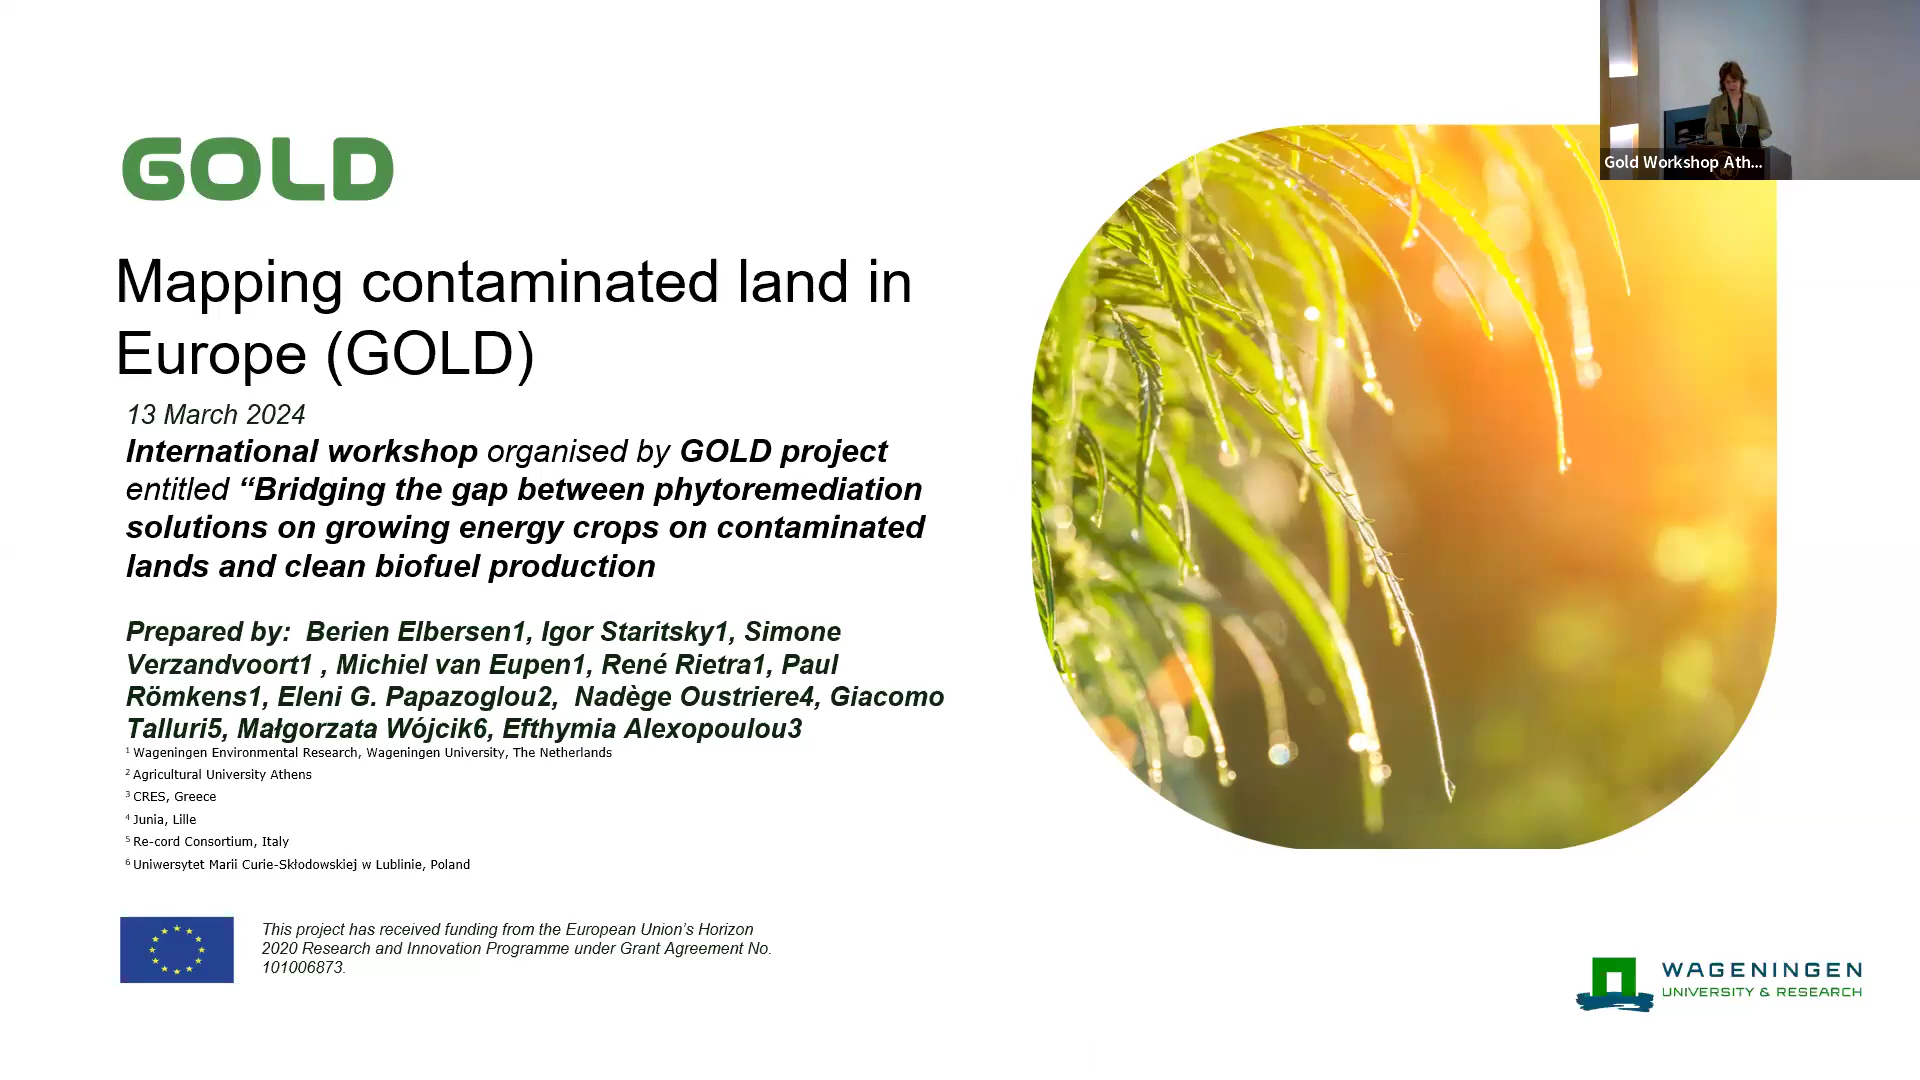 GOLD
Mapping contaminated land in
Europe (GOLD)
13 March 2024
International workshop organised by GOLD project
entitled “Bridging the gap between phytoremediation
solutions on growing energy crops on contaminated
lands and clean biofuel production
Prepared by:  Berien Elbersen1, Igor Staritsky1, Simone
Verzandvoort1 , Michiel van Eupen1, René Rietra1, Paul
Römkens1, Eleni G. Papazoglou2,  Nadège Oustriere4, Giacomo
Talluri5, Małgorzata Wójcik6, Efthymia Alexopoulou3
1 Wageningen Environmental Research, Wageningen University, The Netherlands
2 Agricultural University Athens
3 CRES, Greece
4 Junia, Lille
5 Re-cord Consortium, Italy
6 Uniwersytet Marii Curie-Skłodowskiej w Lublinie, Poland
This project has received funding from the European Union’s Horizon
2020 Research and Innovation Programme under Grant Agreement No.
101006873.
Gold Workshop Ath...
WAGENINGEN
UNIVERSITY & RESEARCH